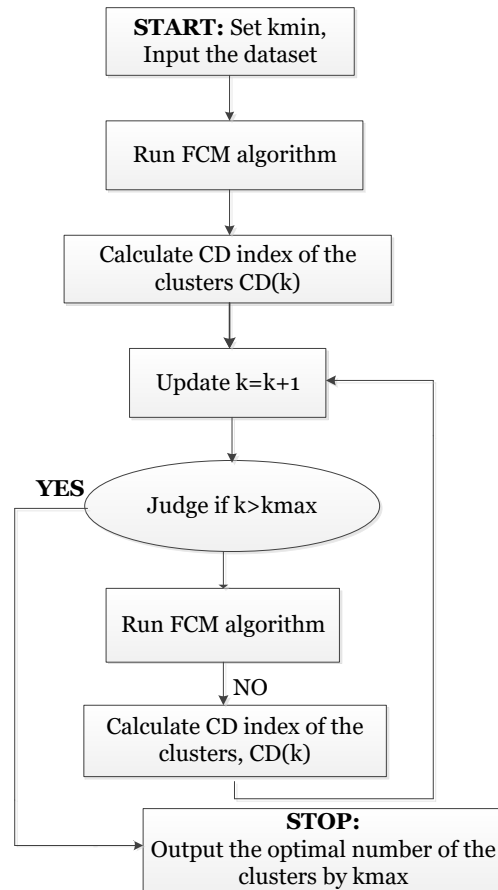 START: Set kmin,
Input the dataset
Run FCM algorithm
Calculate CD index of the
clusters CD(k)
Update k=k+1
YES
Judge if k>kmax
Run FCM algorithm
NO
Calculate CD index of the
clusters, CD(k)
STOP:
Output the optimal number of the
clusters by kmax